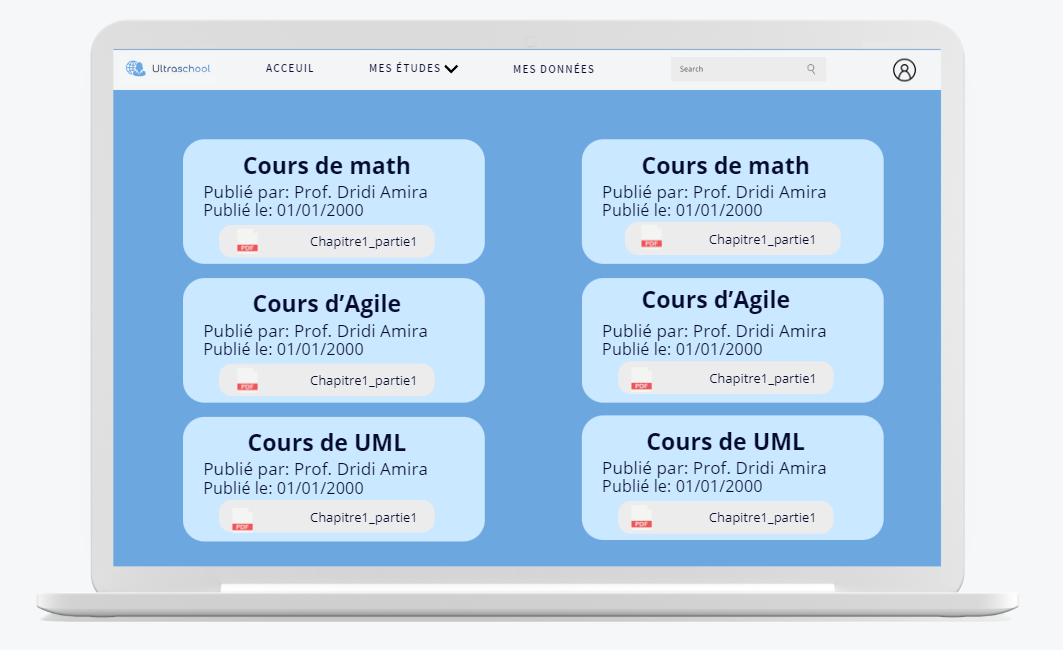 Ultraschool
ACCEUIL
MES ÉTUDES
MES DONNÉES
Search
Cours de math
Publié par: Prof. Dridi Amira
Publié le: 01/01/2000
PDF
Chapitre1_partie1
Cours de math
Publié par: Prof. Dridi Amira
Publié le: 01/01/2000
PDF
Chapitre1_partie1
Cours d’Agile
Publié par: Prof. Dridi Amira
Publié le: 01/01/2000
PDF
Chapitre1_partie1
Cours d’Agile
Publié par: Prof. Dridi Amira
Publié le: 01/01/2000
PDF
Chapitre1_partie1
Cours de UML
Publié par: Prof. Dridi Amira
Publié le: 01/01/2000
PDF
Chapitre1_partie1
Cours de UML
Publié par: Prof. Dridi Amira
Publié le: 01/01/2000
PDF
Chapitre1_partie1